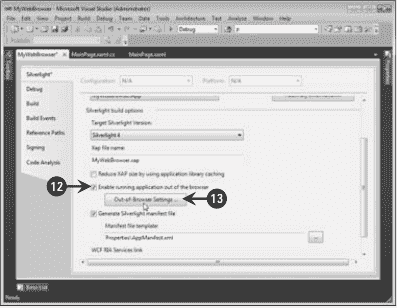 MyWebBrowser - Microsoft Visual Studio (Administrator)
File Edit View Project Build Debug Team Data Tools Architecture Test Analyze Window Help
Debug
MyWebBrowser* MainPage.xaml.cs MainPage.xaml
Silverlight*
Debug
Build
Build Events
Reference Paths
Signing
Code Analysis
Configuration: N/A Platform: N/A
Silverlight build options
Target Silverlight Version:
Silverlight 4
Xap file name:
MyWebBrowser.xap
Reduce XAP size by using application library caching
12 Enable running application out of the browser
Out-of-Browser Settings... 13
Generate Silverlight manifest file
Manifest file template:
Properties\AppManifest.xml
...
WCF RIA Services link
Error List
Ready